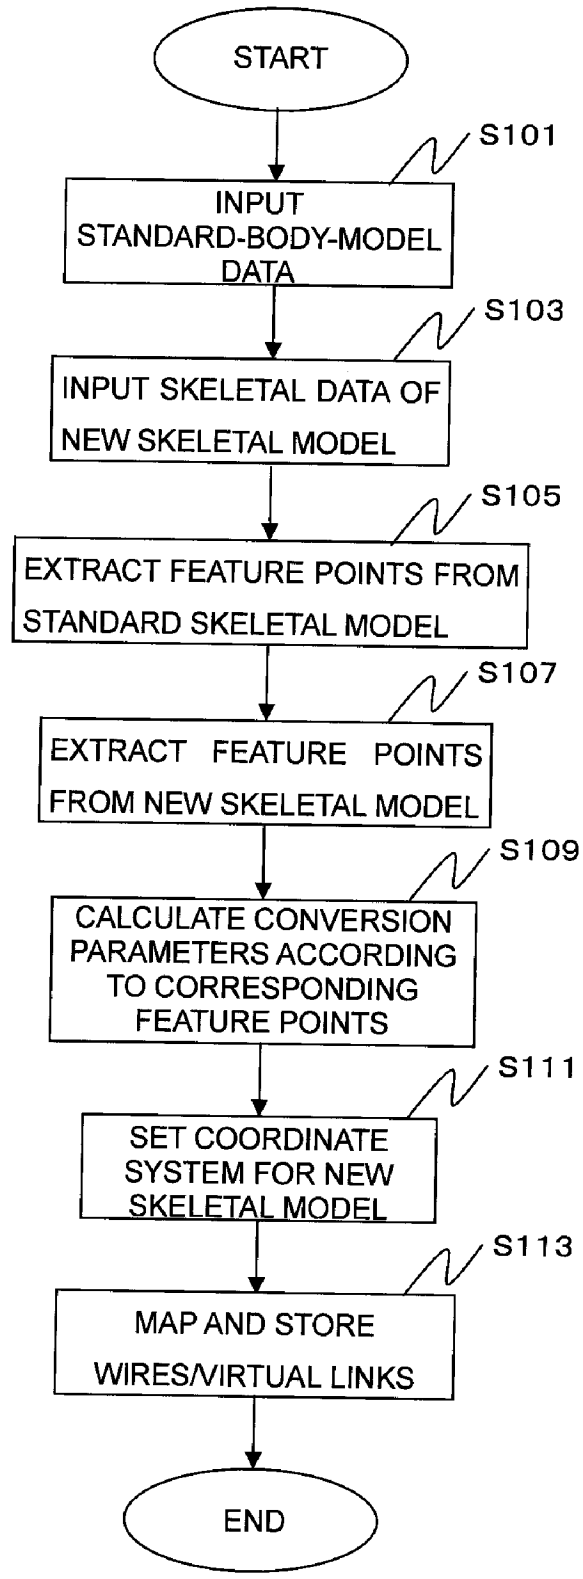 START
S101
INPUT
STANDARD-BODY-MODEL
DATA
S103
INPUT SKELETAL DATA OF
NEW SKELETAL MODEL
S105
EXTRACT FEATURE POINTS FROM
STANDARD SKELETAL MODEL
S107
EXTRACT FEATURE POINTS
FROM NEW SKELETAL MODEL
S109
CALCULATE CONVERSION
PARAMETERS ACCORDING
TO CORRESPONDING
FEATURE POINTS
S111
SET COORDINATE
SYSTEM FOR NEW
SKELETAL MODEL
S113
MAP AND STORE
WIRES/VIRTUAL LINKS
END